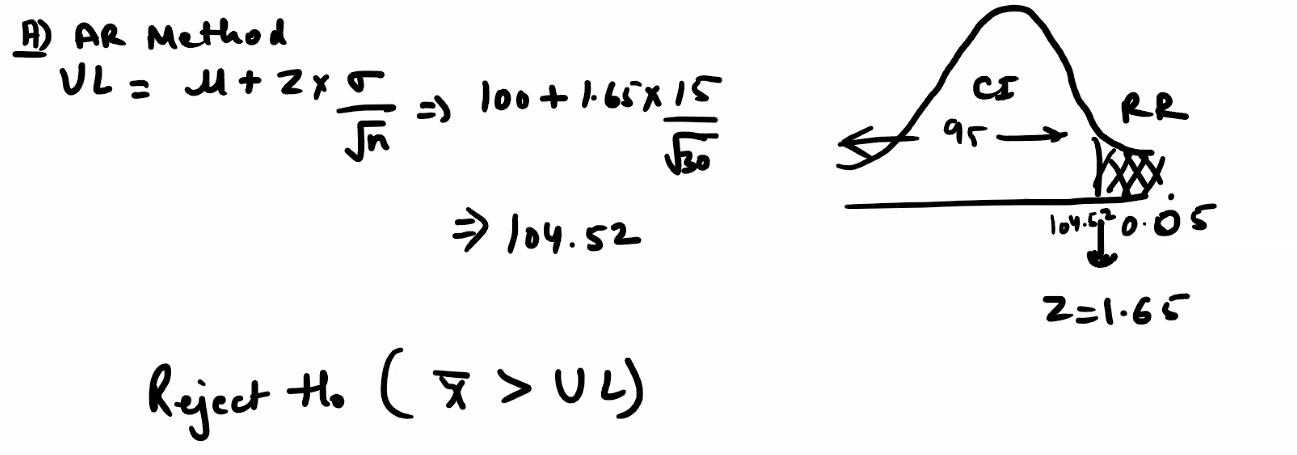 A) AR Method
UL = μ + Z × σ/√n ⇒ 100 + 1.65 × 15/√30
⇒ 104.52
CI
95
RR
104.52 0.05
Z = 1.65
Reject H₀ ( x̅ > UL)